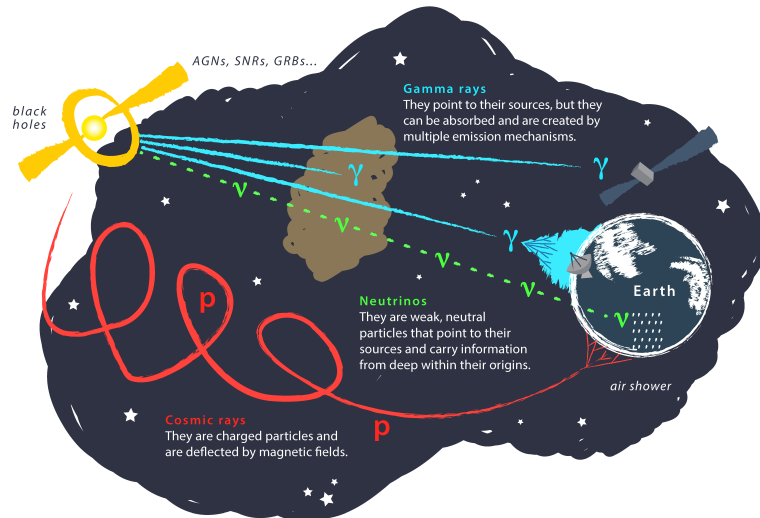 AGNs, SNRs, GRBs...
black
holes
Gamma rays
They point to their sources, but they
can be absorbed and are created by
multiple emission mechanisms.
γ
γ
ν
ν
γ
ν
ν
Earth
p
Neutrinos
They are weak, neutral
particles that point to their
sources and carry information
from deep within their origins.
ν
air shower
Cosmic rays
They are charged particles and
are deflected by magnetic fields.
p